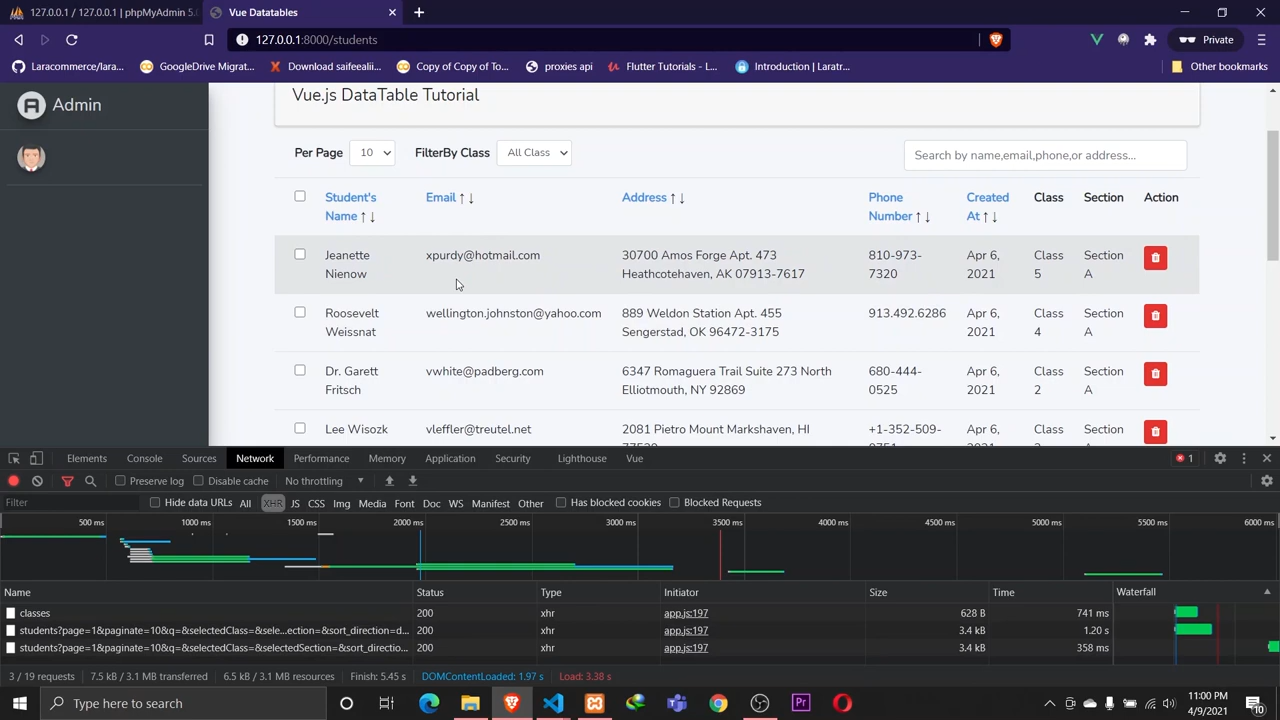 127.0.0.1 / 127.0.0.1 | phpMyAdmin 5.
Vue Datatables
127.0.0.1:8000/students
Private
Laracommerce/lara...
GoogleDrive Migrat...
Download saifeealii...
Copy of Copy of To...
proxies api
Flutter Tutorials - L...
Introduction | Laratr...
Other bookmarks
Admin
Vue.js DataTable Tutorial
Per Page 10 FilterBy Class All Class Search by name,email,phone,or address...
Student's Name ↑↓ Email ↑↓ Address ↑↓ Phone Number ↑↓ Created At ↑↓ Class Section Action
Jeanette Nienow xpurdy@hotmail.com 30700 Amos Forge Apt. 473 Heathcotehaven, AK 07913-7617 810-973-7320 Apr 6, 2021 Class 5 Section A
Roosevelt Weissnat wellington.johnston@yahoo.com 889 Weldon Station Apt. 455 Sengerstad, OK 96472-3175 913.492.6286 Apr 6, 2021 Class 4 Section A
Dr. Garett Fritsch vwhite@padberg.com 6347 Romaguera Trail Suite 273 North Elliotmouth, NY 92869 680-444-0525 Apr 6, 2021 Class 2 Section A
Lee Wisozk vleffler@treutel.net 2081 Pietro Mount Markshaven, HI +1-352-509- Apr 6, Class Section
Elements Console Sources Network Performance Memory Application Security Lighthouse Vue 1
Preserve log Disable cache No throttling
Filter Hide data URLs All XHR JS CSS Img Media Font Doc WS Manifest Other Has blocked cookies Blocked Requests
500 ms 1000 ms 1500 ms 2000 ms 2500 ms 3000 ms 3500 ms 4000 ms 4500 ms 5000 ms 5500 ms 6000 ms
Name Status Type Initiator Size Time Waterfall
classes 200 xhr app.js:197 628 B 741 ms
students?page=1&paginate=10&q=&selectedClass=&sele...ection=&sort_direction=d... 200 xhr app.js:197 3.4 kB 1.20 s
students?page=1&paginate=10&q=&selectedClass=&selectedSection=&sort_directio... 200 xhr app.js:197 3.4 kB 358 ms
3 / 19 requests 7.5 kB / 3.1 MB transferred 6.5 kB / 3.1 MB resources Finish: 5.45 s DOMContentLoaded: 1.97 s Load: 3.38 s
Type here to search
Pr
11:00 PM
4/9/2021